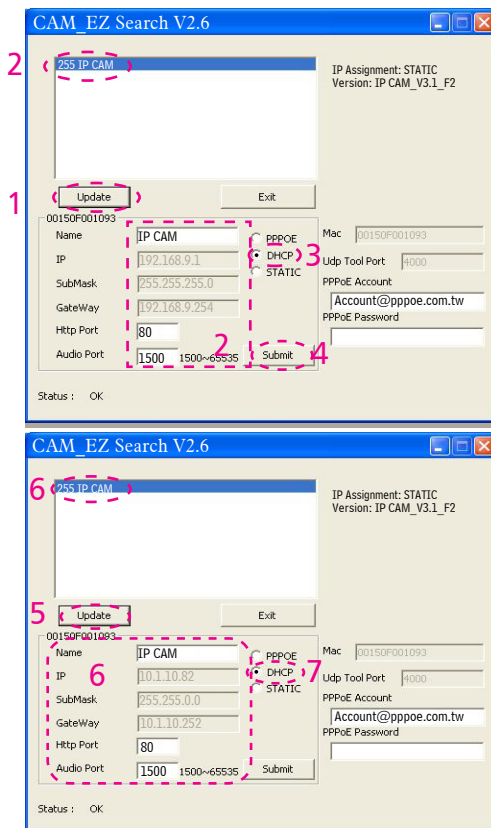 CAM_EZ Search V2.6
2
255 IP CAM
IP Assignment: STATIC
Version: IP CAM_V3.1_F2
1
Update
Exit
00150F001093
Name
IP CAM
PPPOE
Mac
00150F001093
IP
192.168.9.1
DHCP
3
Udp Tool Port
4000
SubMask
255.255.255.0
STATIC
PPPoE Account
GateWay
192.168.9.254
Account@pppoe.com.tw
PPPoE Password
Http Port
80
Audio Port
1500
1500~65535
2
Submit
4
Status : OK
CAM_EZ Search V2.6
6
255 IP CAM
IP Assignment: STATIC
Version: IP CAM_V3.1_F2
5
Update
Exit
00150F001093
Name
IP CAM
PPPOE
Mac
00150F001093
IP
6
10.1.10.82
DHCP
7
Udp Tool Port
4000
SubMask
255.255.0.0
STATIC
PPPoE Account
GateWay
10.1.10.252
Account@pppoe.com.tw
PPPoE Password
Http Port
80
Audio Port
1500
1500~65535
Submit
Status : OK